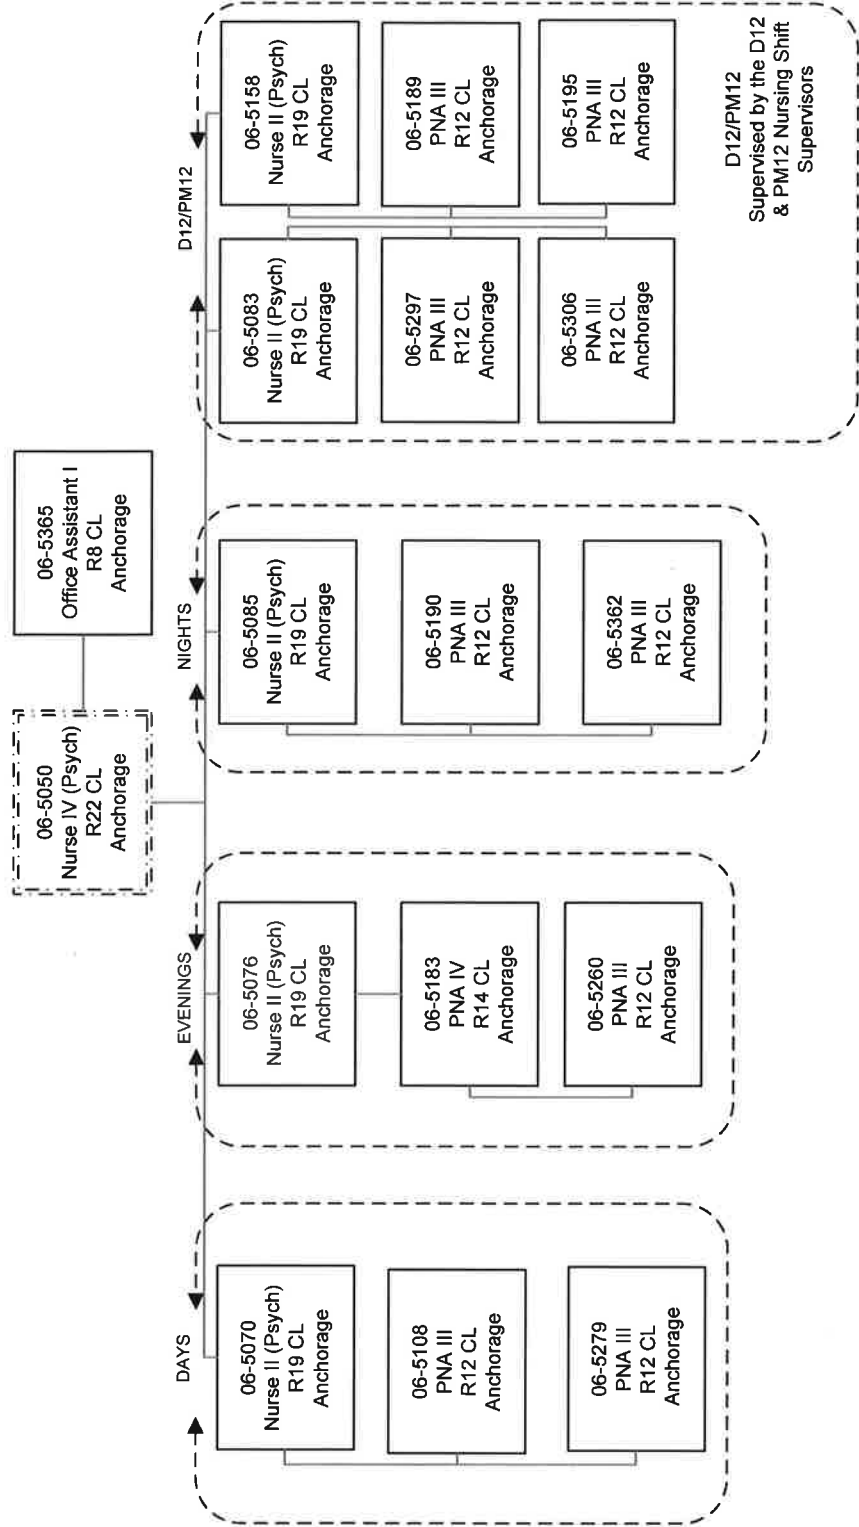 06-5050
Nurse IV (Psych)
R22 CL
Anchorage
06-5365
Office Assistant I
R8 CL
Anchorage
DAYS
06-5070
Nurse II (Psych)
R19 CL
Anchorage
06-5108
PNA III
R12 CL
Anchorage
06-5279
PNA III
R12 CL
Anchorage
EVENINGS
06-5076
Nurse II (Psych)
R19 CL
Anchorage
06-5183
PNA IV
R14 CL
Anchorage
06-5260
PNA III
R12 CL
Anchorage
NIGHTS
06-5085
Nurse II (Psych)
R19 CL
Anchorage
06-5190
PNA III
R12 CL
Anchorage
06-5362
PNA III
R12 CL
Anchorage
D12/PM12
06-5083
Nurse II (Psych)
R19 CL
Anchorage
06-5297
PNA III
R12 CL
Anchorage
06-5306
PNA III
R12 CL
Anchorage
06-5158
Nurse II (Psych)
R19 CL
Anchorage
06-5189
PNA III
R12 CL
Anchorage
06-5195
PNA III
R12 CL
Anchorage
D12/PM12
Supervised by the D12
& PM12 Nursing Shift
Supervisors